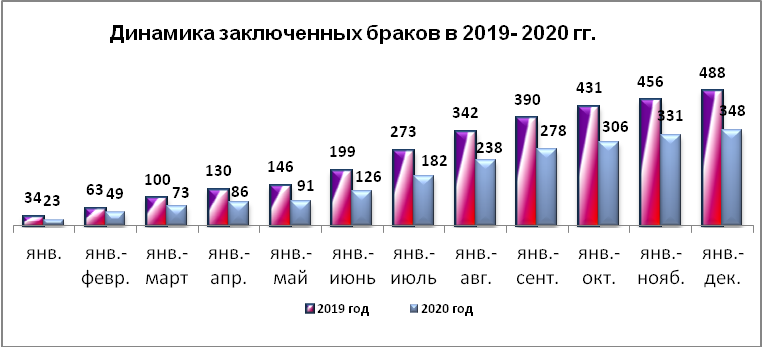 Динамика заключенных браков в 2019- 2020 гг.
34 23 63 49 100 73 130 86 146 91 199 126 273 182 342 238 390 278 431 306 456 331 488 348
янв. янв.- янв.- янв.- янв.- янв.- янв.- янв.- янв.- янв.- янв.- янв.-
февр. март апр. май июнь июль авг. сент. окт. нояб. дек.
2019 год 2020 год